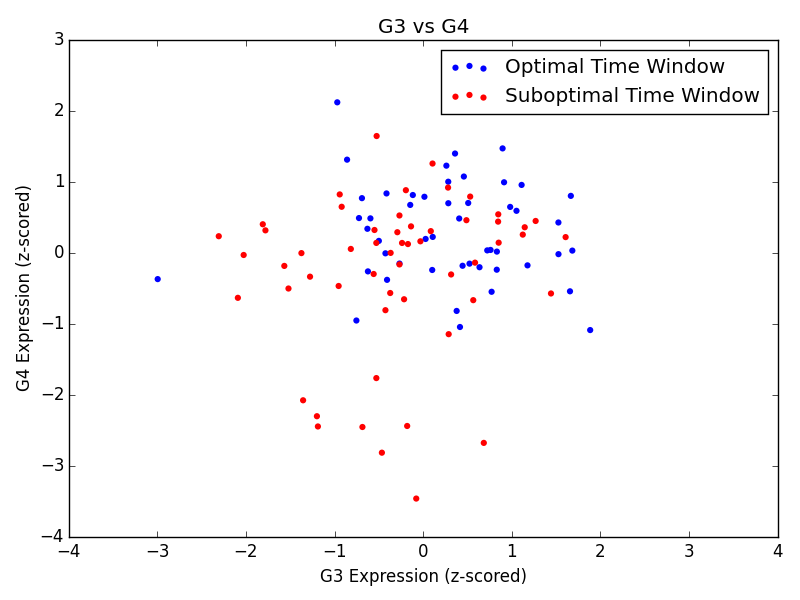 G3 vs G4
3
2
1
0
−1
−2
−3
−4
G4 Expression (z-scored)
Optimal Time Window
Suboptimal Time Window
−4 −3 −2 −1 0 1 2 3 4
G3 Expression (z-scored)